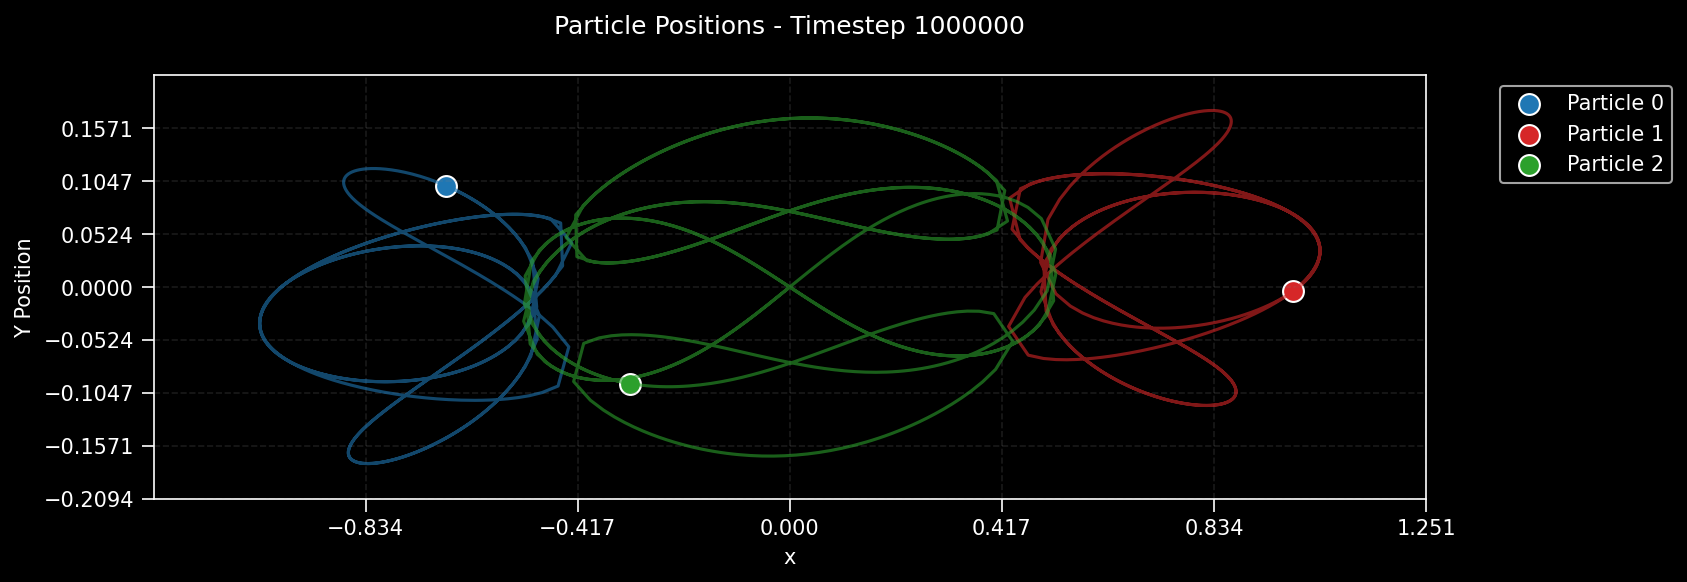 Particle Positions - Timestep 1000000
Particle 0
Particle 1
Particle 2
Y Position
0.1571
0.1047
0.0524
0.0000
−0.0524
−0.1047
−0.1571
−0.2094
−0.834
−0.417
0.000
0.417
0.834
1.251
x